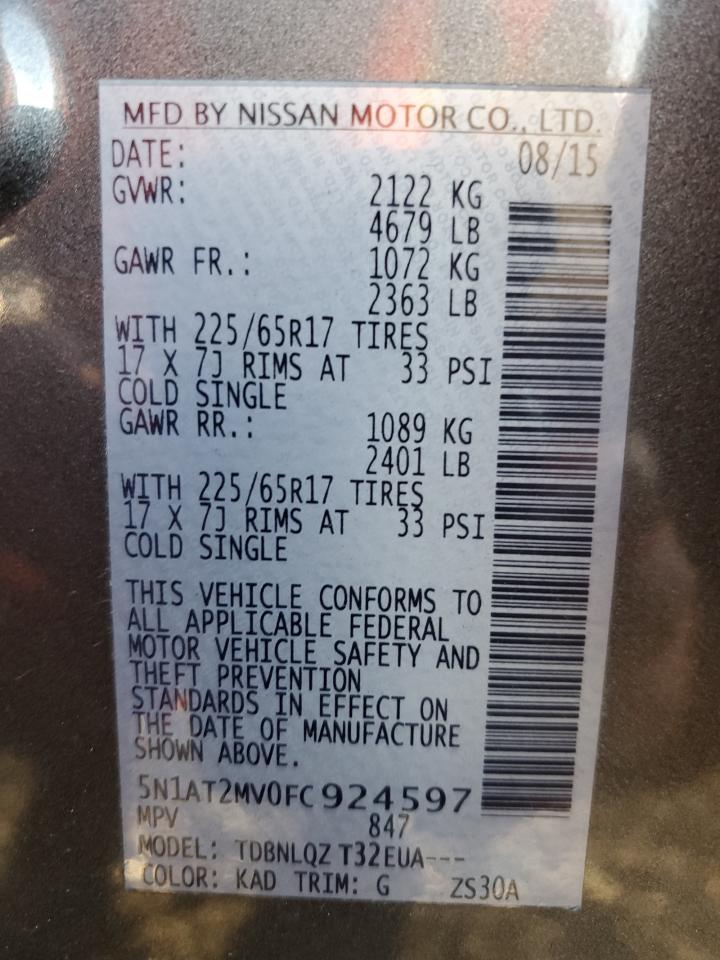 MFD BY NISSAN MOTOR CO., LTD.
DATE: 08/15
GVWR: 2122 KG
4679 LB
GAWR FR.: 1072 KG
2363 LB
WITH 225/65R17 TIRES
17 X 7J RIMS AT 33 PSI
COLD SINGLE
GAWR RR.: 1089 KG
2401 LB
WITH 225/65R17 TIRES
17 X 7J RIMS AT 33 PSI
COLD SINGLE
THIS VEHICLE CONFORMS TO
ALL APPLICABLE FEDERAL
MOTOR VEHICLE SAFETY AND
THEFT PREVENTION
STANDARDS IN EFFECT ON
THE DATE OF MANUFACTURE
SHOWN ABOVE.
5N1AT2MV0FC924597
MPV 847
MODEL: TDBNLQZ T32EUA---
COLOR: KAD TRIM: G ZS30A